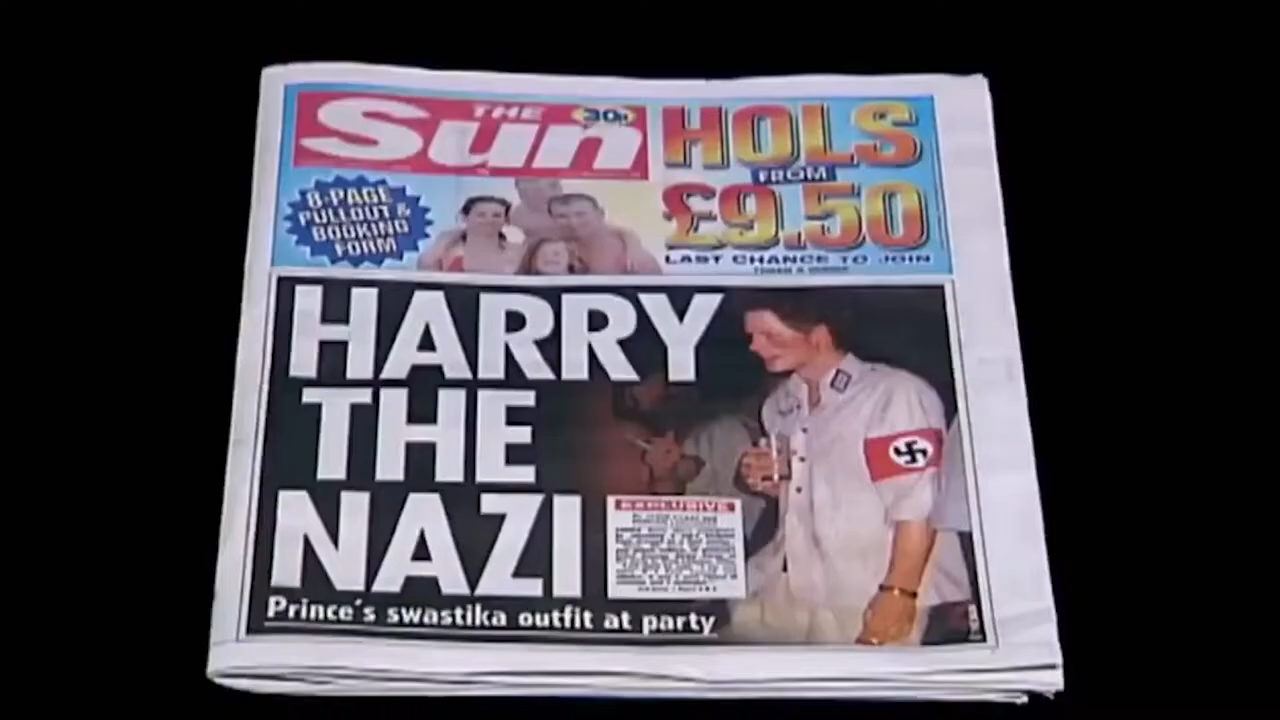 THE
Sun
30p
HOLS
FROM
£9.50
LAST CHANCE TO JOIN
8-PAGE
PULLOUT &
BOOKING
FORM
HARRY
THE
NAZI
EXCLUSIVE
Prince's swastika outfit at party